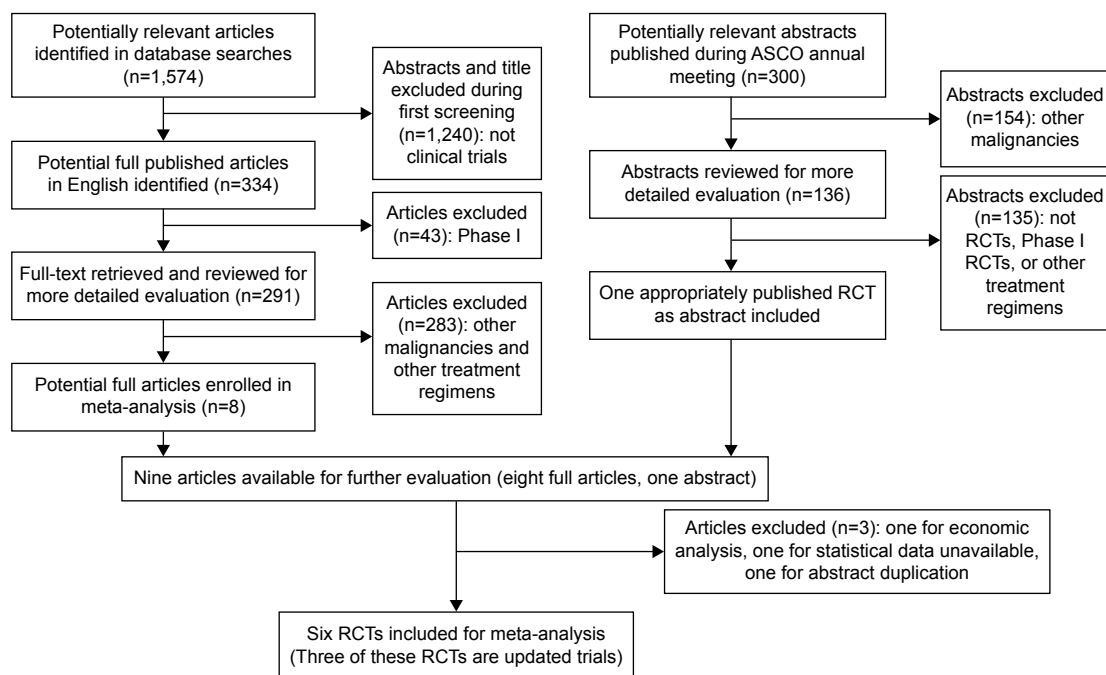 Potentially relevant articles
identified in database searches
(n=1,574)
Abstracts and title
excluded during
first screening
(n=1,240): not
clinical trials
Potential full published articles
in English identified (n=334)
Articles excluded
(n=43): Phase I
Full-text retrieved and reviewed for
more detailed evaluation (n=291)
Articles excluded
(n=283): other
malignancies and
other treatment
regimens
Potential full articles enrolled in
meta-analysis (n=8)
Potentially relevant abstracts
published during ASCO annual
meeting (n=300)
Abstracts excluded
(n=154): other
malignancies
Abstracts reviewed for more
detailed evaluation (n=136)
Abstracts excluded
(n=135): not
RCTs, Phase I
RCTs, or other
treatment
regimens
One appropriately published RCT
as abstract included
Nine articles available for further evaluation (eight full articles, one abstract)
Articles excluded (n=3): one for economic
analysis, one for statistical data unavailable,
one for abstract duplication
Six RCTs included for meta-analysis
(Three of these RCTs are updated trials)